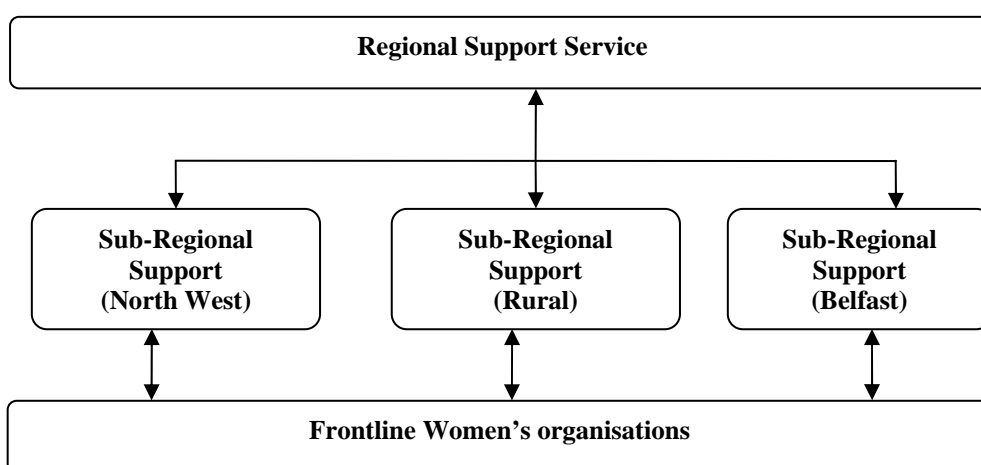 Regional Support Service
Sub-Regional
Support
(North West)
Sub-Regional
Support
(Rural)
Sub-Regional
Support
(Belfast)
Frontline Women’s organisations